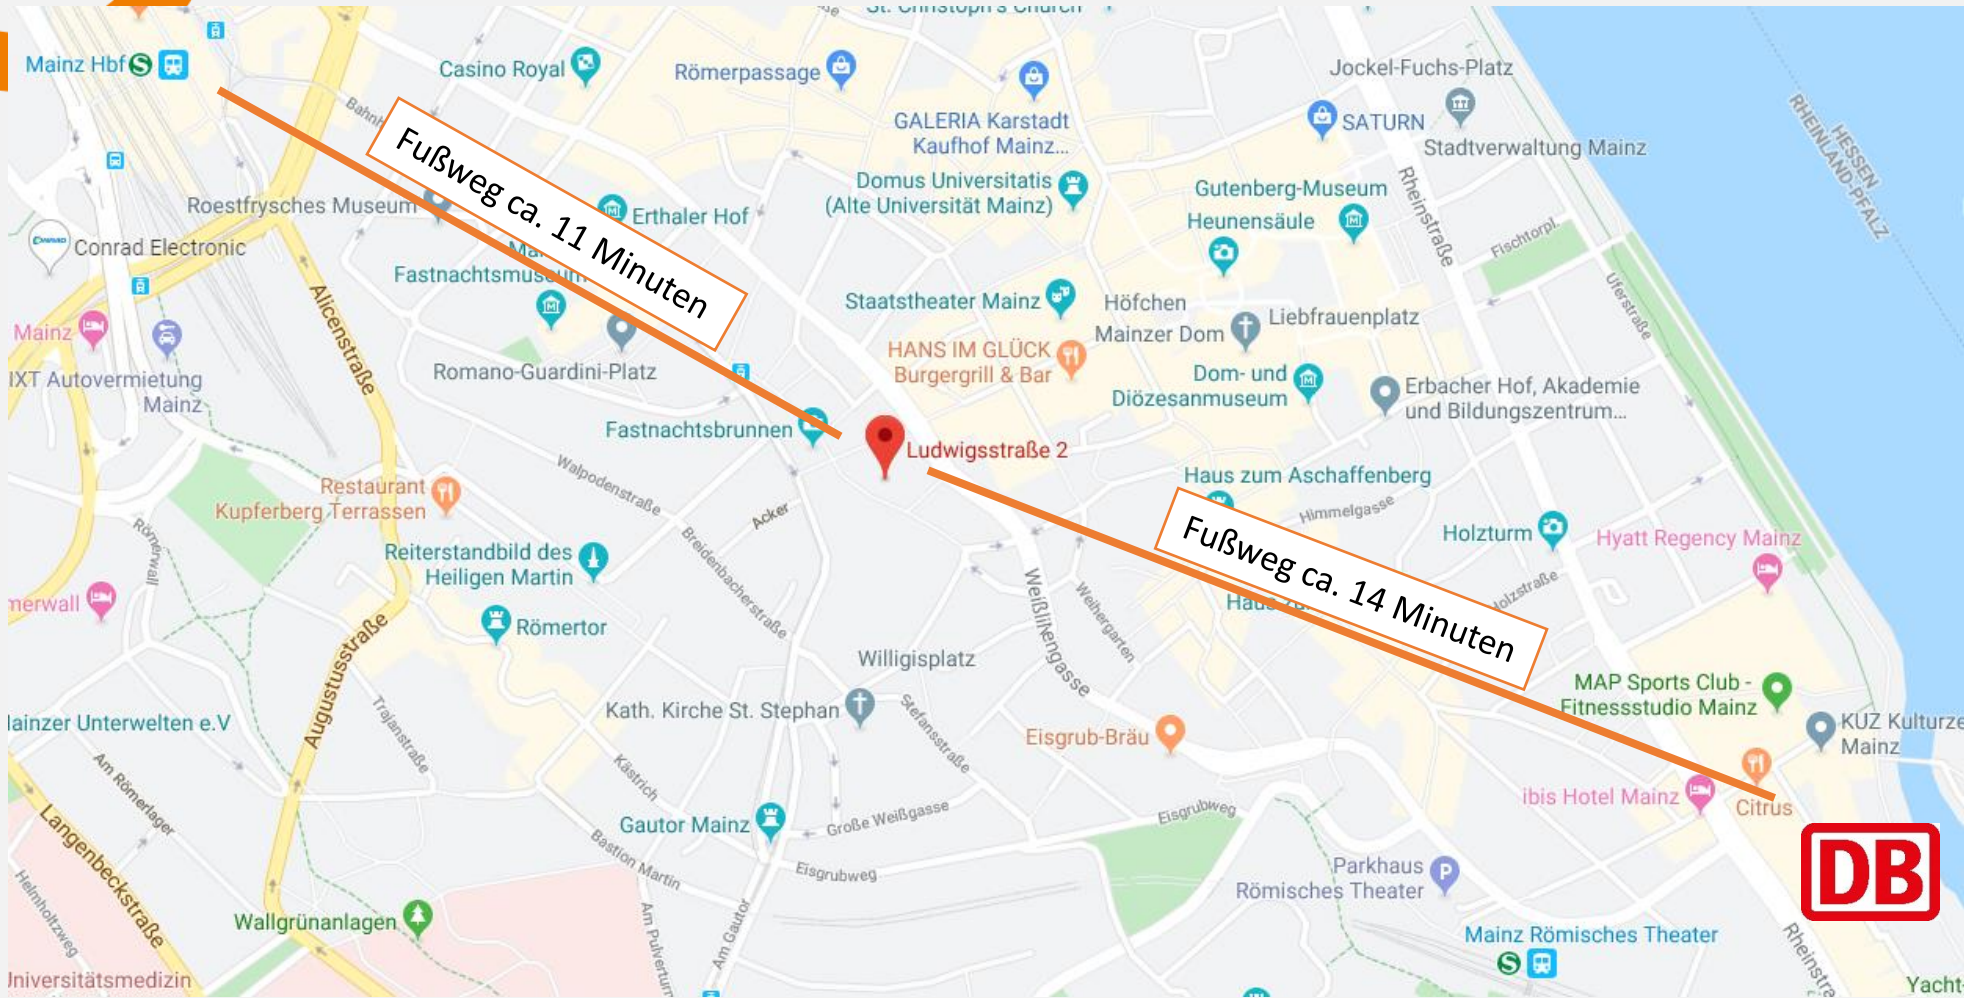 St. Christoph's Church
Mainz Hbf
Casino Royal
Römerpassage
Jockel-Fuchs-Platz
GALERIA Karstadt
Kaufhof Mainz...
SATURN
Stadtverwaltung Mainz
HESSEN
RHEINLAND-PFALZ
Fußweg ca. 11 Minuten
Domus Universitatis
(Alte Universität Mainz)
Gutenberg-Museum
Heunensäule
Rheinstraße
Fischtorpl.
Uferstraße
Roestfrysches Museum
Erthaler Hof
Conrad Electronic
CONRAD
Fastnachtsmuseum
Alicenstraße
Staatstheater Mainz
Höfchen
Mainzer Dom
Liebfrauenplatz
Mainz
HANS IM GLÜCK
Burgergrill & Bar
Romano-Guardini-Platz
IXT Autovermietung
Mainz
Dom- und
Diözesanmuseum
Erbacher Hof, Akademie
und Bildungszentrum...
Fastnachtsbrunnen
Ludwigsstraße 2
Walpodenstraße
Haus zum Aschaffenberg
Himmelgasse
Restaurant
Kupferberg Terrassen
Acker
Römerwall
Breidenbacherstraße
Holzturm
Hyatt Regency Mainz
Fußweg ca. 14 Minuten
Reiterstandbild des
Heiligen Martin
Weißliliengasse
Weihergarten
merwall
Römertor
Willigisplatz
Augustusstraße
Trajanstraße
Kath. Kirche St. Stephan
Stefansstraße
MAP Sports Club -
Fitnessstudio Mainz
KUZ Kulturze
Mainz
lainzer Unterwelten e.V
Eisgrub-Bräu
Am Römerlager
Kästrich
ibis Hotel Mainz
Citrus
Langenbeckstraße
Gautor Mainz
Große Weißgasse
Eisgrubweg
Bastion Martin
Eisgrubweg
DB
Parkhaus
Römisches Theater
Helmholtzweg
Wallgrünanlagen
Am Pulverturm
Am Gautor
Mainz Römisches Theater
Rheinstra
Universitätsmedizin
Yacht-